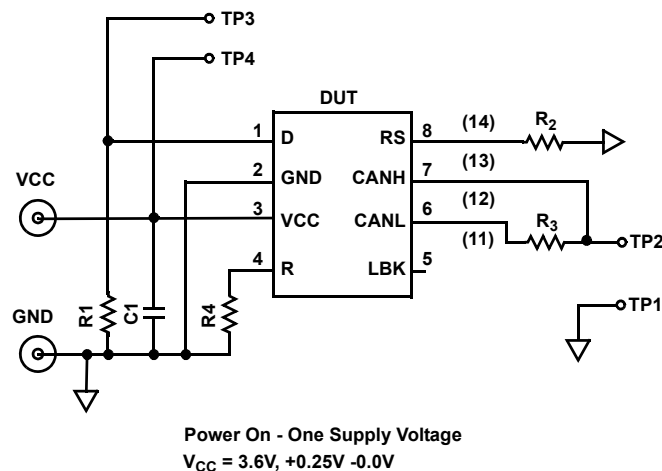 TP3
TP4
DUT
1 D RS 8 (14) R2
2 GND CANH 7 (13)
VCC
3 VCC CANL 6 (12) R3
TP2
4 R LBK 5 (11)
TP1
GND
R1
C1
R4
Power On - One Supply Voltage
VCC = 3.6V, +0.25V -0.0V